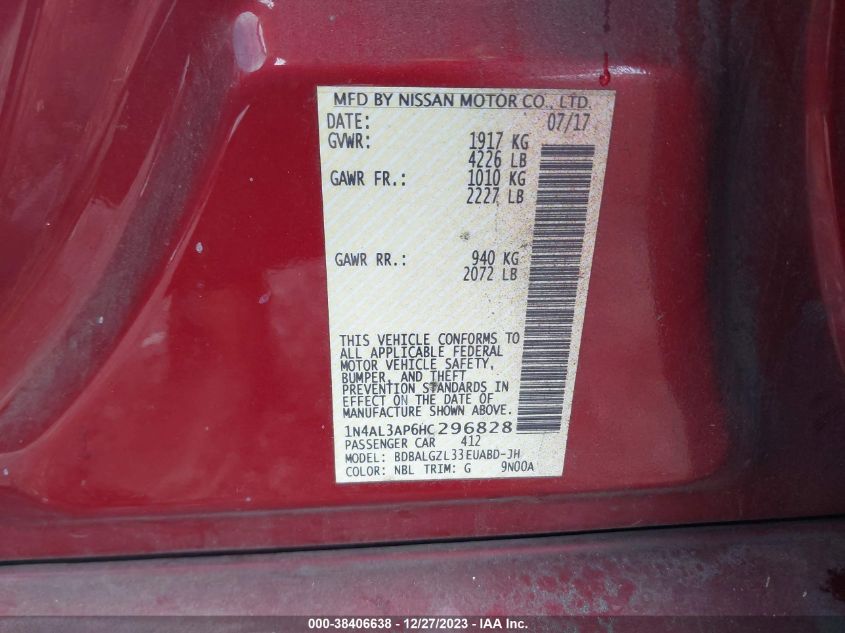 MFD BY NISSAN MOTOR CO., LTD.
DATE: 07/17
GVWR: 1917 KG
4226 LB
GAWR FR.: 1010 KG
2227 LB
GAWR RR.: 940 KG
2072 LB
THIS VEHICLE CONFORMS TO
ALL APPLICABLE FEDERAL
MOTOR VEHICLE SAFETY,
BUMPER, AND THEFT
PREVENTION STANDARDS IN
EFFECT ON THE DATE OF
MANUFACTURE SHOWN ABOVE.
1N4AL3AP6HC296828
PASSENGER CAR 412
MODEL: BDBALGZL33EUABD-JH
COLOR: NBL TRIM: G 9N00A
000-38406638 - 12/27/2023 - IAA Inc.